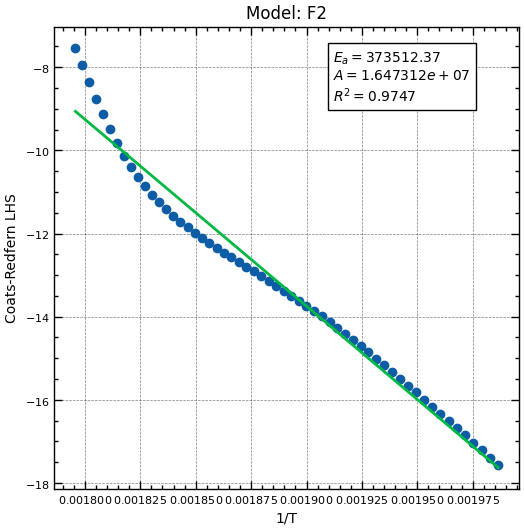 Model: F2
E_a = 373512.37
A = 1.647312e + 07
R² = 0.9747
−8
−10
−12
−14
−16
−18
Coats-Redfern LHS
0.001800 0.001825 0.001850 0.001875 0.001900 0.001925 0.001950 0.001975
1/T